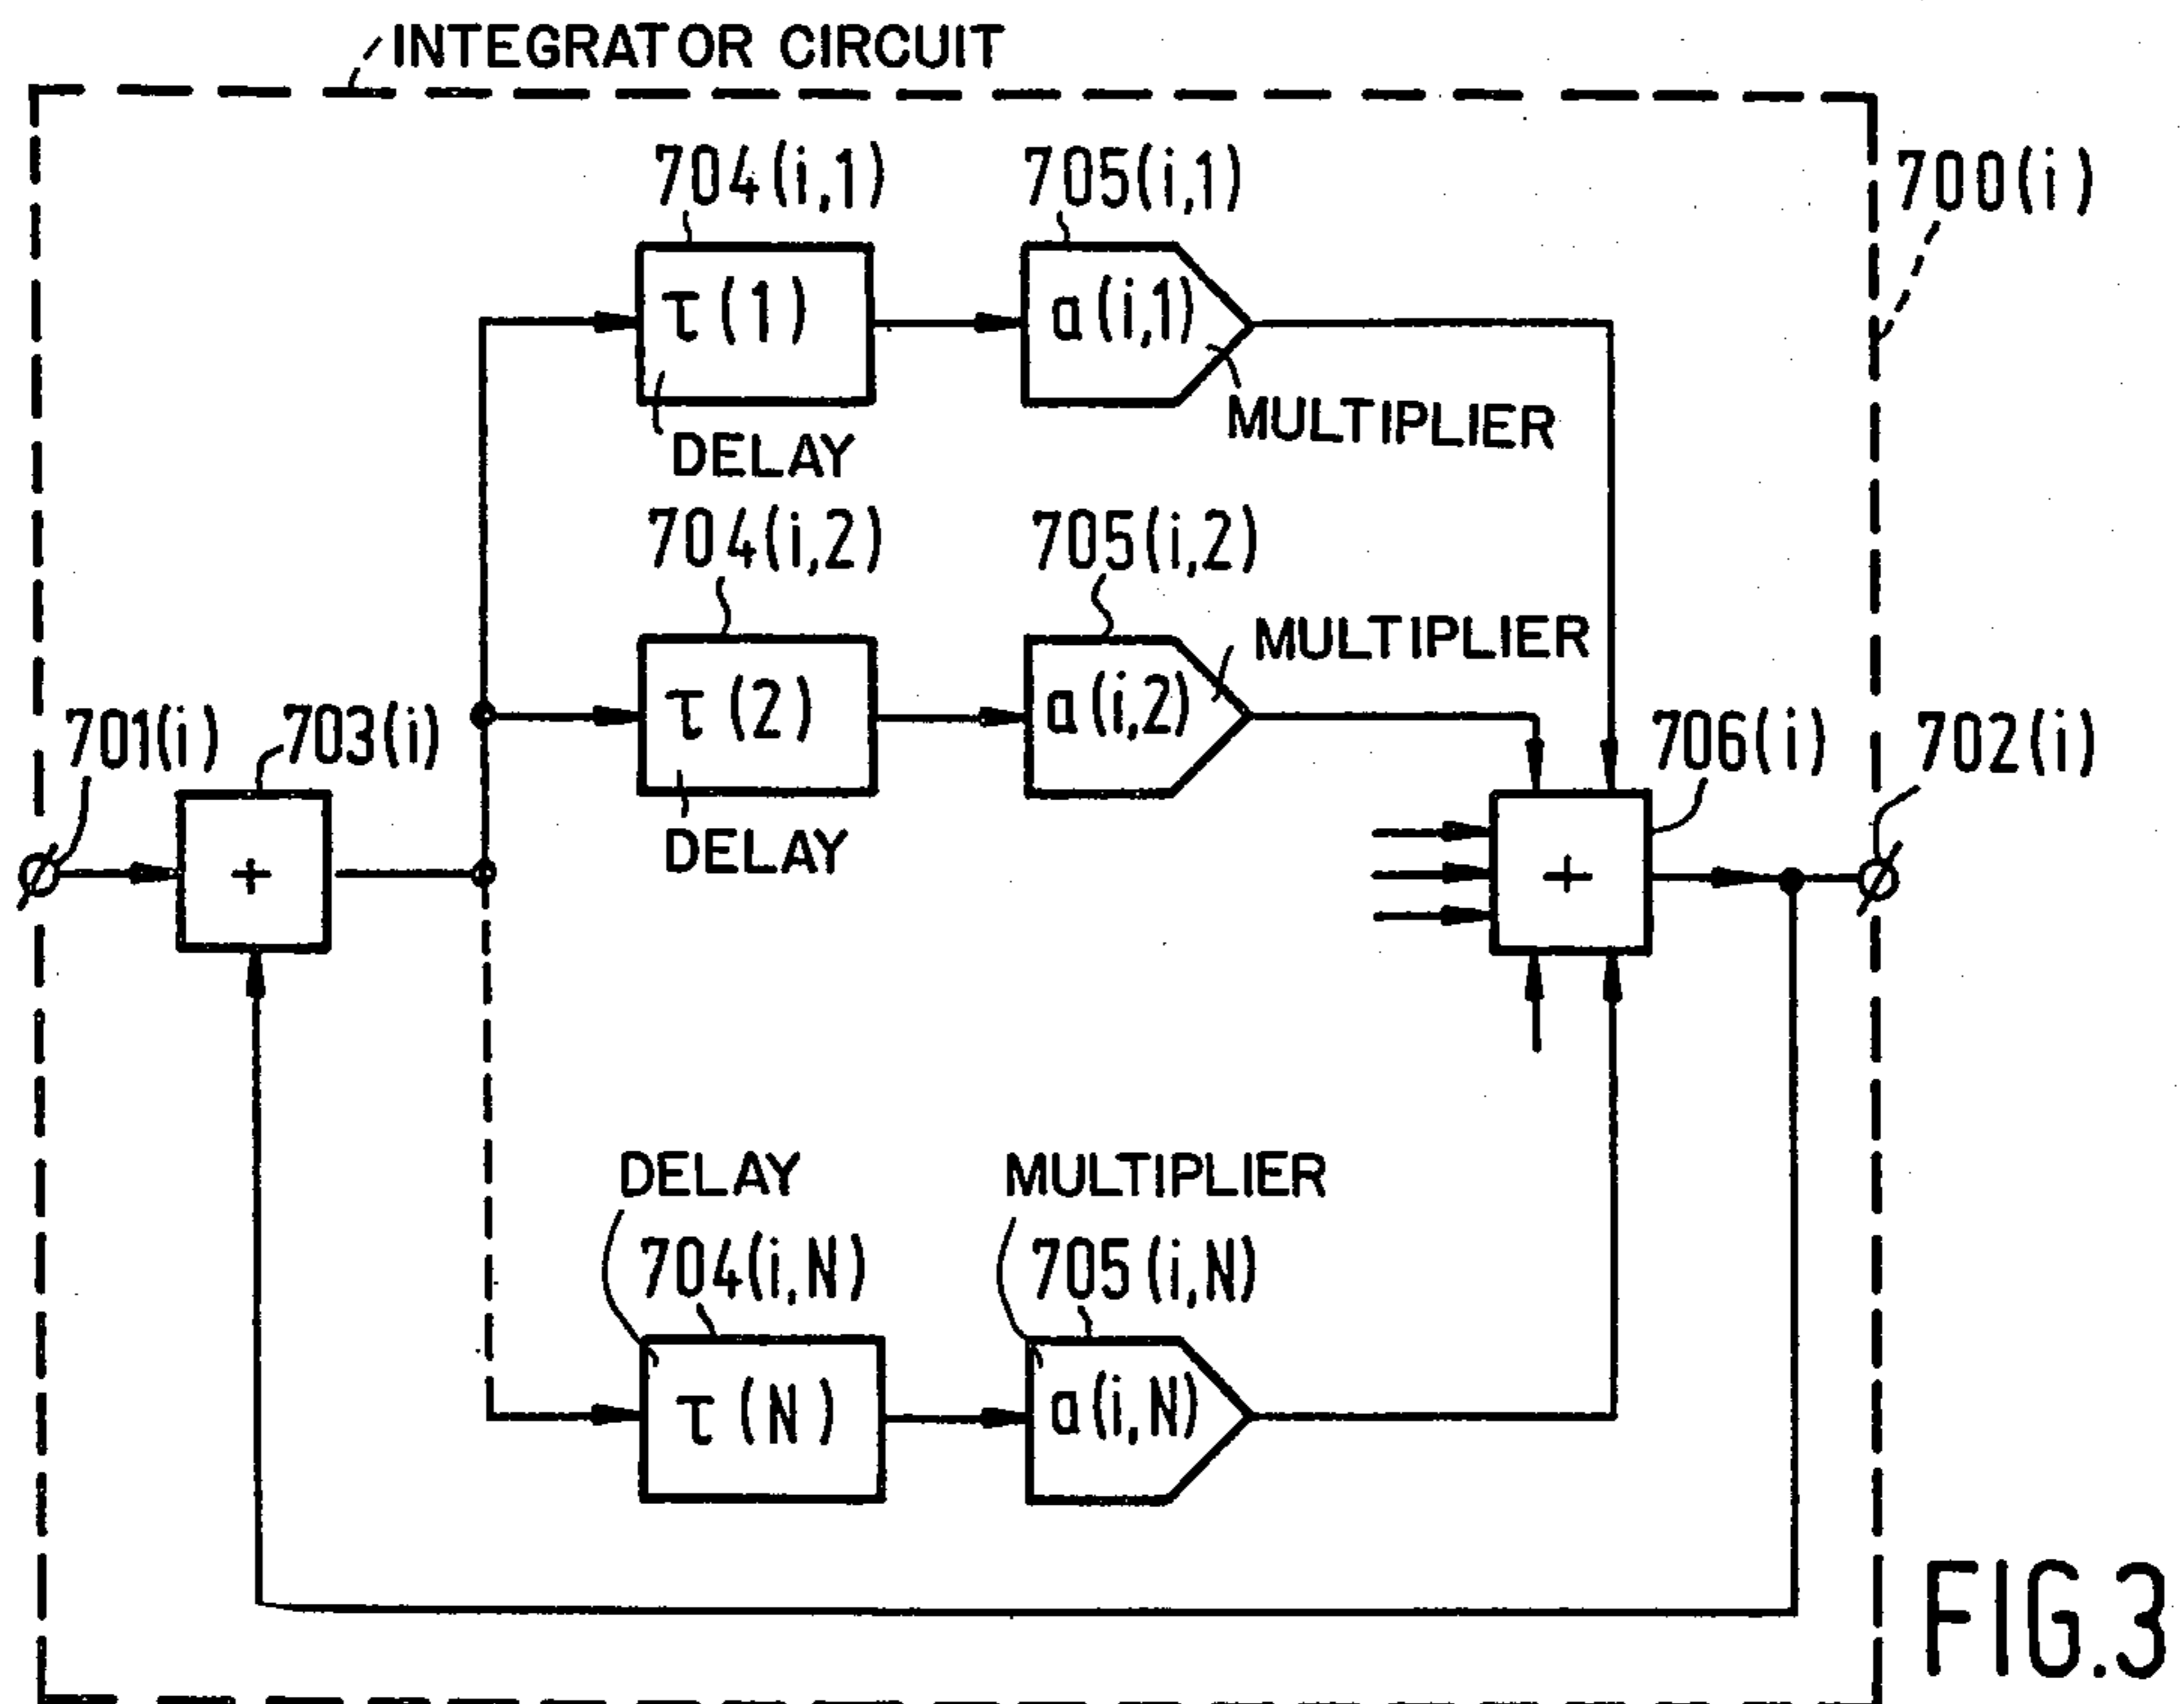 INTEGRATOR CIRCUIT
704(i,1)
705(i,1)
700(i)
τ(1)
a(i,1)
DELAY
MULTIPLIER
704(i,2)
705(i,2)
MULTIPLIER
τ(2)
a(i,2)
701(i)
703(i)
706(i)
702(i)
DELAY
+
+
DELAY
MULTIPLIER
704(i,N)
705(i,N)
τ(N)
a(i,N)
FIG.3